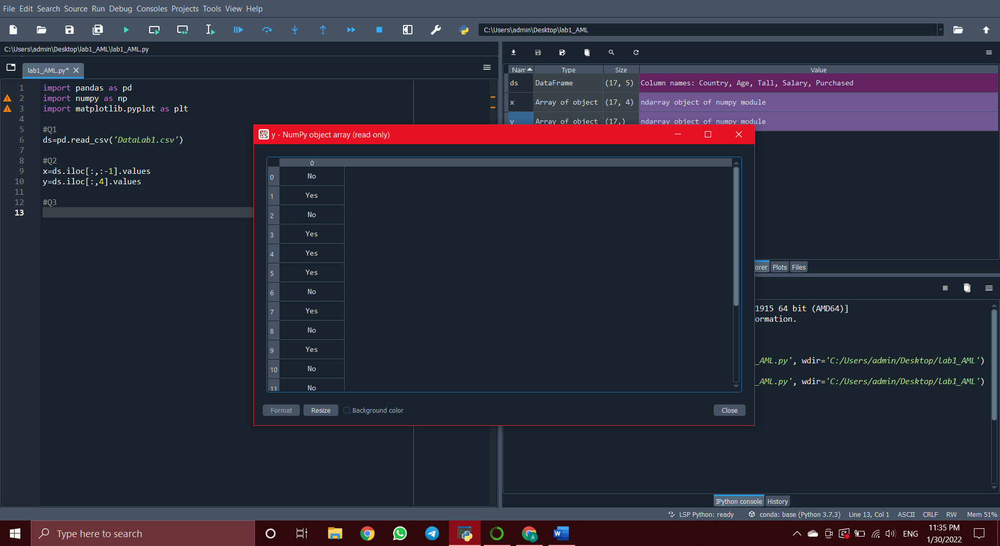 File Edit Search Source Run Debug Consoles Projects Tools View Help
C:\Users\admin\Desktop\lab1_AML
C:\Users\admin\Desktop\lab1_AML\lab1_AML.py
lab1_AML.py*
1 import pandas as pd
2 import numpy as np
3 import matplotlib.pyplot as plt
4
5 #Q1
6 ds=pd.read_csv('DataLab1.csv')
7
8 #Q2
9 x=ds.iloc[:,:-1].values
10 y=ds.iloc[:,4].values
11
12 #Q3
13
Nam Type Size Value
ds DataFrame (17, 5) Column names: Country, Age, Tall, Salary, Purchased
x Array of object (17, 4) ndarray object of numpy module
y Array of object (17,) ndarray object of numpy module
y - NumPy object array (read only)
0
0 No
1 Yes
2 No
3 Yes
4 Yes
5 Yes
6 No
7 Yes
8 No
9 Yes
10 No
11 No
Format Resize Background color Close
orer Plots Files
1915 64 bit (AMD64)]
ormation.
_AML.py', wdir='C:/Users/admin/Desktop/lab1_AML')
_AML.py', wdir='C:/Users/admin/Desktop/lab1_AML')
IPython console History
LSP Python: ready conda: base (Python 3.7.3) Line 13, Col 1 ASCII CRLF RW Mem 51%
Type here to search
ENG
11:35 PM
1/30/2022